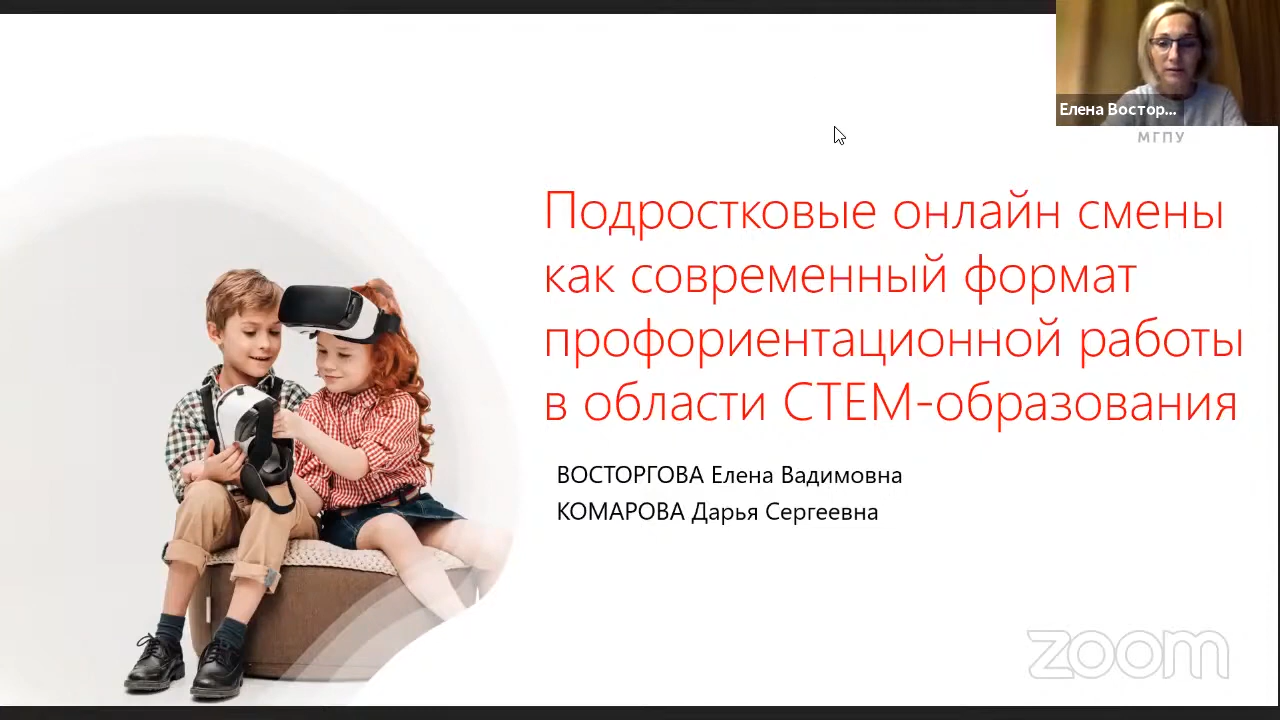 Елена Востор...
МГПУ
Подростковые онлайн смены
как современный формат
профориентационной работы
в области СТЕМ-образования
ВОСТОРГОВА Елена Вадимовна
КОМАРОВА Дарья Сергеевна
zoom